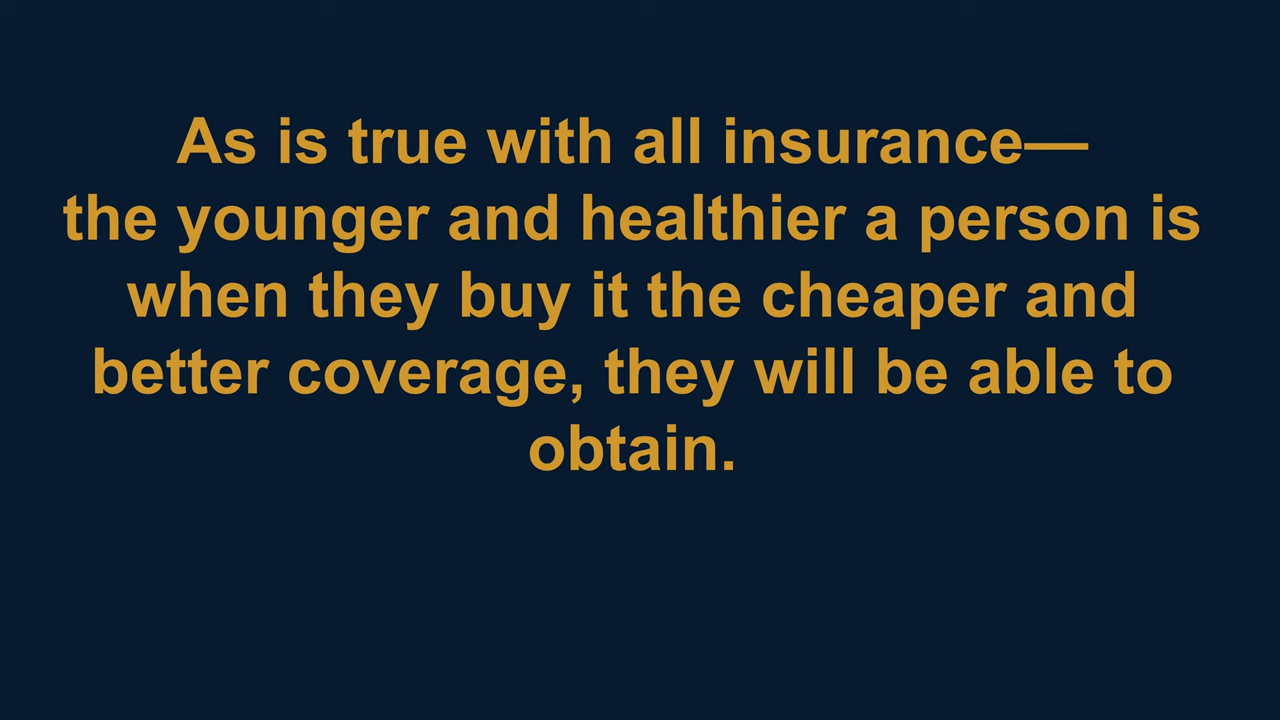 As is true with all insurance—
the younger and healthier a person is
when they buy it the cheaper and
better coverage, they will be able to
obtain.